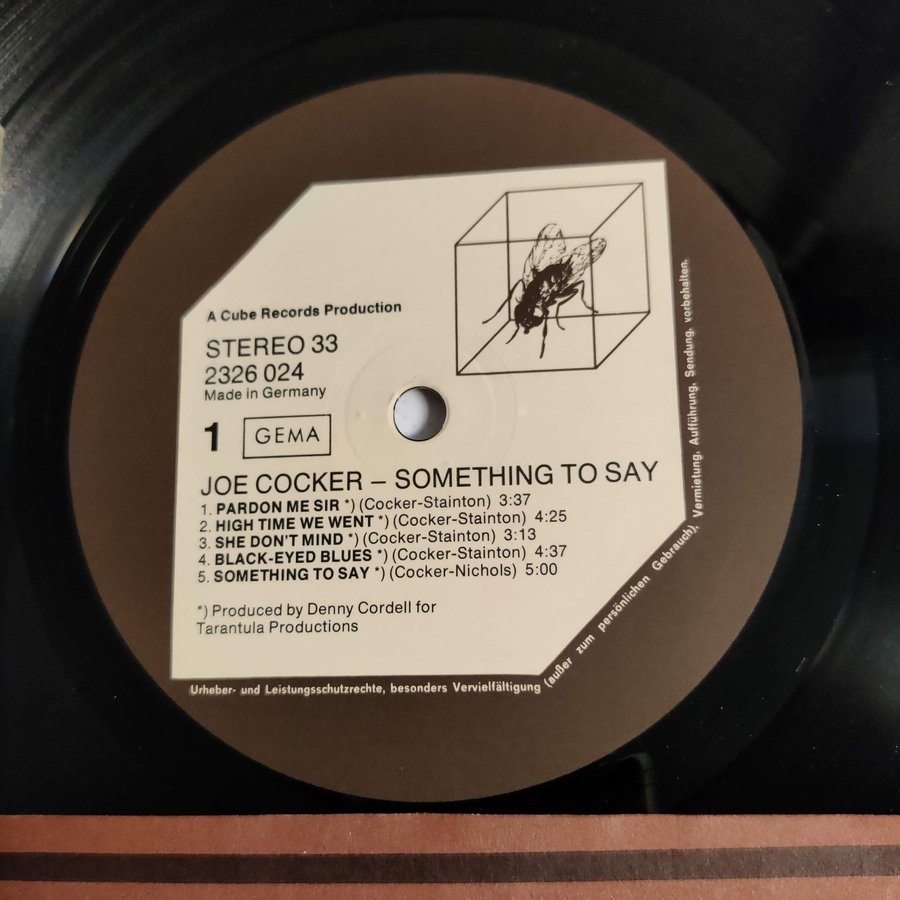 A Cube Records Production
STEREO 33
2326 024
Made in Germany
1 GEMA
JOE COCKER – SOMETHING TO SAY
1. PARDON ME SIR *) (Cocker-Stainton) 3:37
2. HIGH TIME WE WENT *) (Cocker-Stainton) 4:25
3. SHE DON'T MIND *) (Cocker-Stainton) 3:13
4. BLACK-EYED BLUES *) (Cocker-Stainton) 4:37
5. SOMETHING TO SAY *) (Cocker-Nichols) 5:00
*) Produced by Denny Cordell for
Tarantula Productions
Urheber- und Leistungsschutzrechte, besonders Vervielfältigung (außer zum persönlichen Gebrauch), Vermietung, Aufführung, Sendung, vorbehalten.